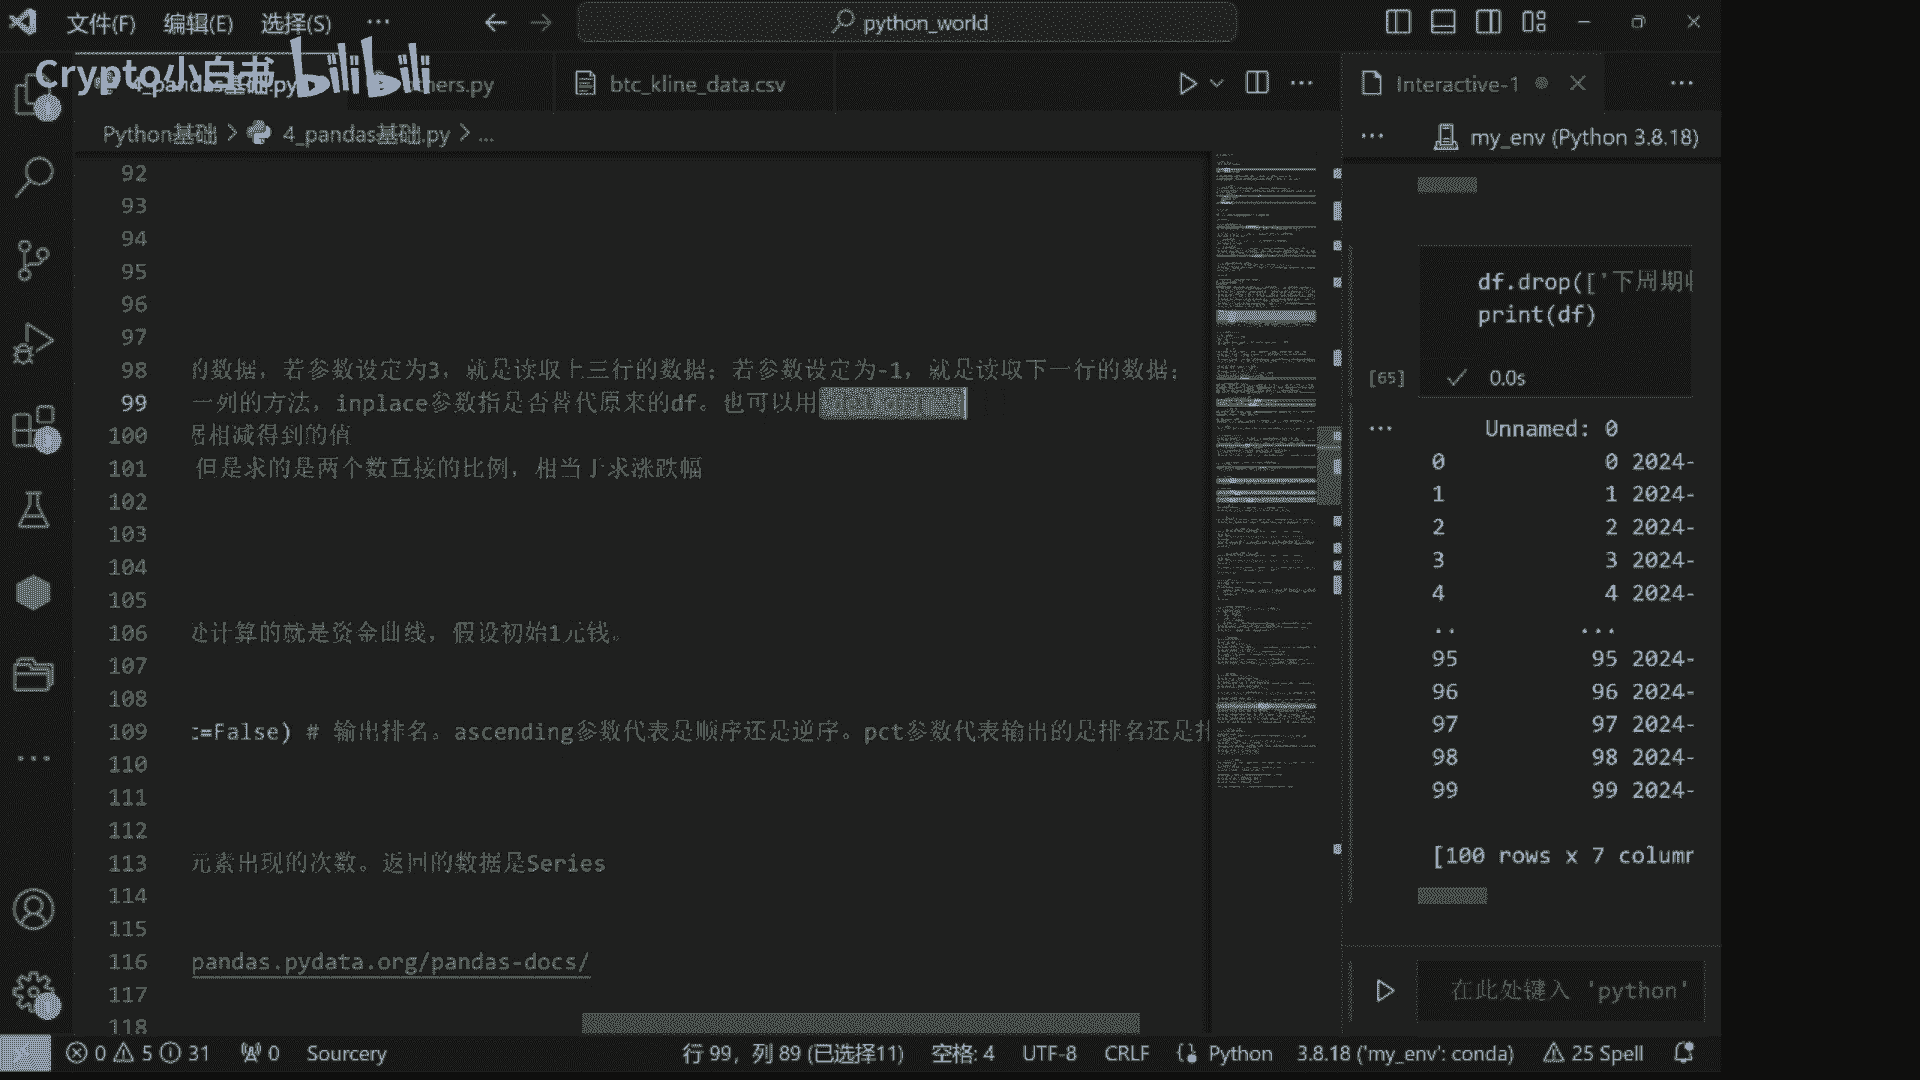 文件(F) 编辑(E) 选择(S) ··· python_world
Crypto小白书 bilibili
4_pandas基础.py hers.py btc_kline_data.csv
Python基础 > 4_pandas基础.py > ...
92
93
94
95
96
97
98 的数据，若参数设定为3，就是读取上三行的数据；若参数设定为-1，就是读取下一行的数据；
99 一列的方法，inplace参数指是否替代原来的df。也可以用
100 居相减得到的值
101 但是求的是两个数直接的比例，相当于求涨跌幅
102
103
104
105
106 处计算的就是资金曲线，假设初始1元钱。
107
108
109 =False) # 输出排名。ascending参数代表是顺序还是逆序。pct参数代表输出的是排名还是排
110
111
112
113 元素出现的次数。返回的数据是Series
114
115
116 pandas.pydata.org/pandas-docs/
117
118
Interactive-1
my_env (Python 3.8.18)
df.drop(['下周期收
print(df)
[65] 0.0s
Unnamed: 0
0 0 2024-
1 1 2024-
2 2 2024-
3 3 2024-
4 4 2024-
.. ...
95 95 2024-
96 96 2024-
97 97 2024-
98 98 2024-
99 99 2024-
[100 rows x 7 column
在此处键入 'python'
0 5 31 0 Sourcery 行 99，列 89 (已选择11) 空格: 4 UTF-8 CRLF Python 3.8.18 ('my_env': conda) 25 Spell